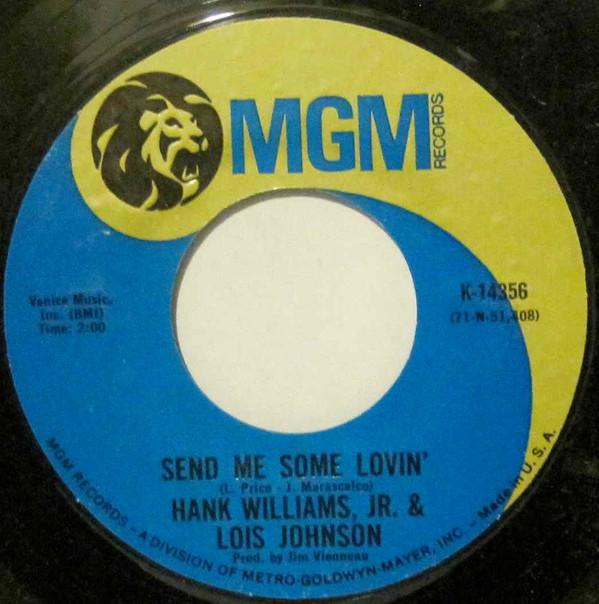 MGM
RECORDS
Venice Music,
Inc. (BMI)
Time: 2:00
K-14356
(71-N-51,408)
SEND ME SOME LOVIN'
(L. Price - J. Marascalco)
HANK WILLIAMS, JR. &
LOIS JOHNSON
Prod. by Jim Vienneau
MGM RECORDS - A DIVISION OF METRO-GOLDWYN-MAYER, INC. - Made in U. S. A.